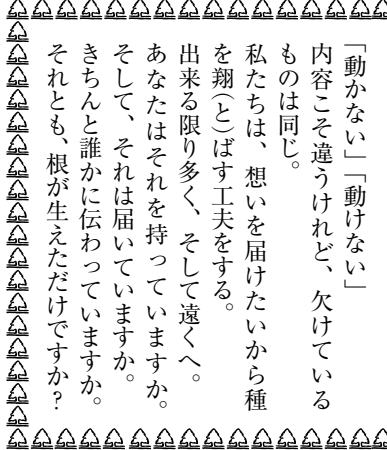 「動かない」「動けない」
内容こそ違うけれど、欠けている
ものは同じ。
私たちは、想いを届けたいから種
を翔(と)ばす工夫をする。
出来る限り多く、そして遠くへ。
あなたはそれを持っていますか。
そして、それは届いていますか。
きちんと誰かに伝わっていますか。
それとも、根が生えただけですか?